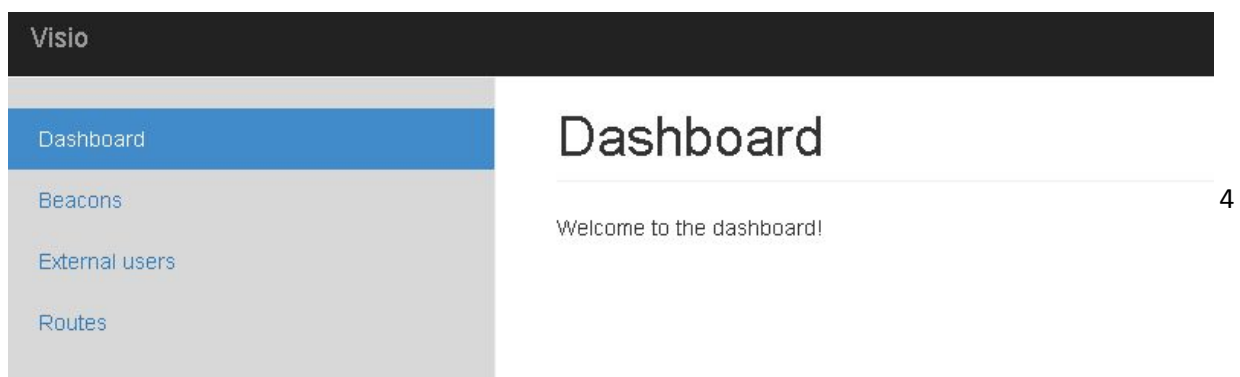 Visio
Dashboard
Beacons
External users
Routes
Dashboard
Welcome to the dashboard!
4